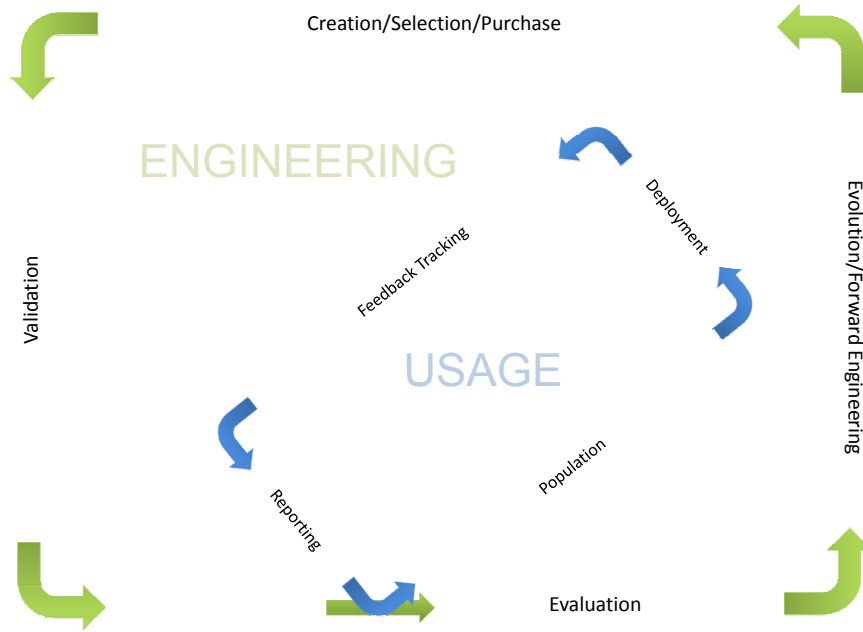 Creation/Selection/Purchase
ENGINEERING
Deployment
Evolution/Forward Engineering
Feedback Tracking
Validation
USAGE
Population
Reporting
Evaluation